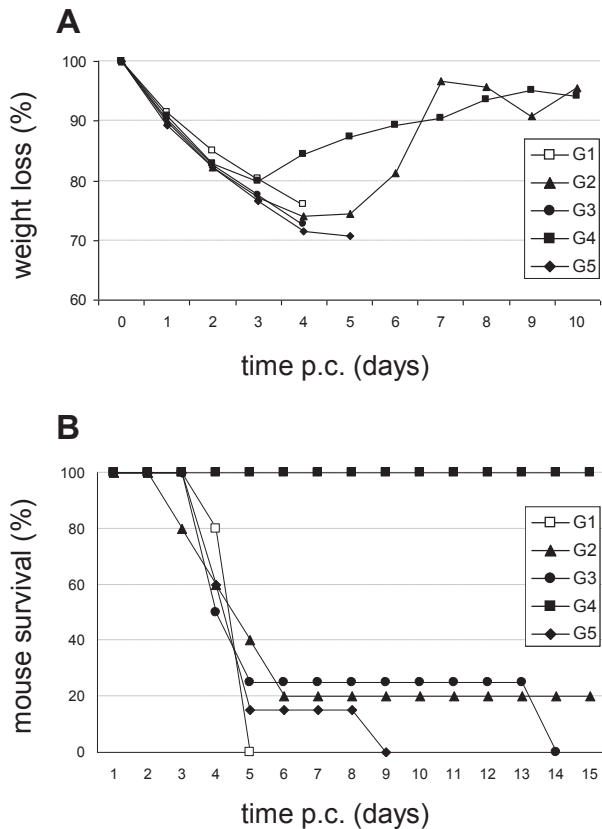 A
100
90
80
70
60
weight loss (%)
G1
G2
G3
G4
G5
0 1 2 3 4 5 6 7 8 9 10
time p.c. (days)
B
100
80
60
40
20
0
mouse survival (%)
G1
G2
G3
G4
G5
1 2 3 4 5 6 7 8 9 10 11 12 13 14 15
time p.c. (days)